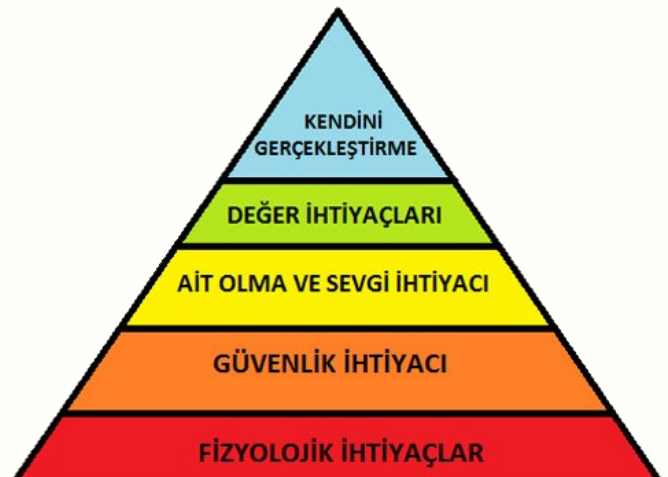 KENDİNİ
GERÇEKLEŞTİRME
DEĞER İHTİYAÇLARI
AİT OLMA VE SEVGİ İHTİYACI
GÜVENLİK İHTİYACI
FİZYOLOJİK İHTİYAÇLAR